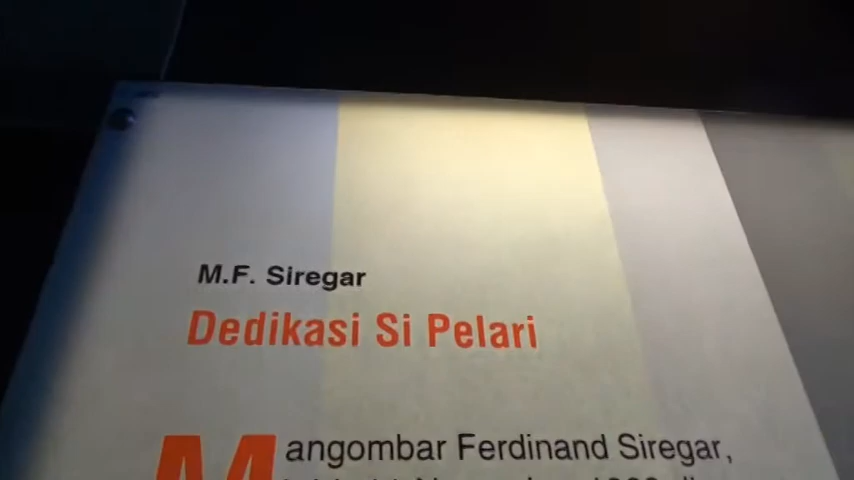 M.F. Siregar
Dedikasi Si Pelari
Mangombar Ferdinand Siregar,